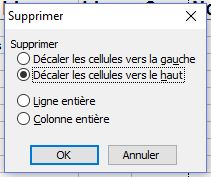 Supprimer
Supprimer
Décaler les cellules vers la gauche
Décaler les cellules vers le haut
Ligne entière
Colonne entière
OK
Annuler